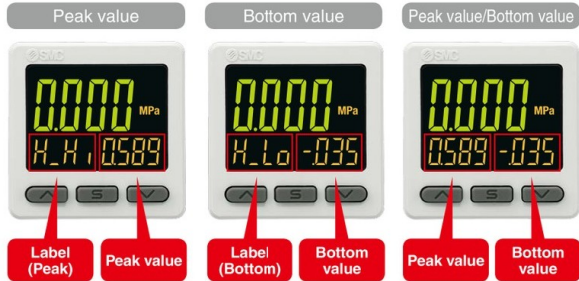 Peak value
SMC
0.000 MPa
H_Hi 0.589
S
Label
(Peak)
Peak value
Bottom value
SMC
0.000 MPa
H_Lo -.035
S
Label
(Bottom)
Bottom
value
Peak value/Bottom value
SMC
0.000 MPa
0.589 -.035
S
Peak value
Bottom
value